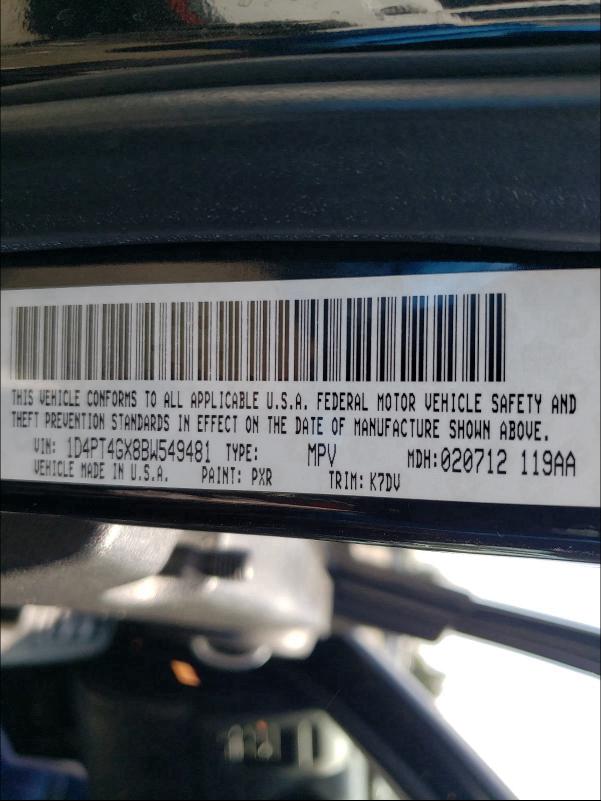 THIS VEHICLE CONFORMS TO ALL APPLICABLE U.S.A. FEDERAL MOTOR VEHICLE SAFETY AND
THEFT PREVENTION STANDARDS IN EFFECT ON THE DATE OF MANUFACTURE SHOWN ABOVE.
VIN: 1D4PT4GX8BW549481 TYPE: MPV MDH:020712 119AA
VEHICLE MADE IN U.S.A. PAINT: PXR TRIM: K7DV